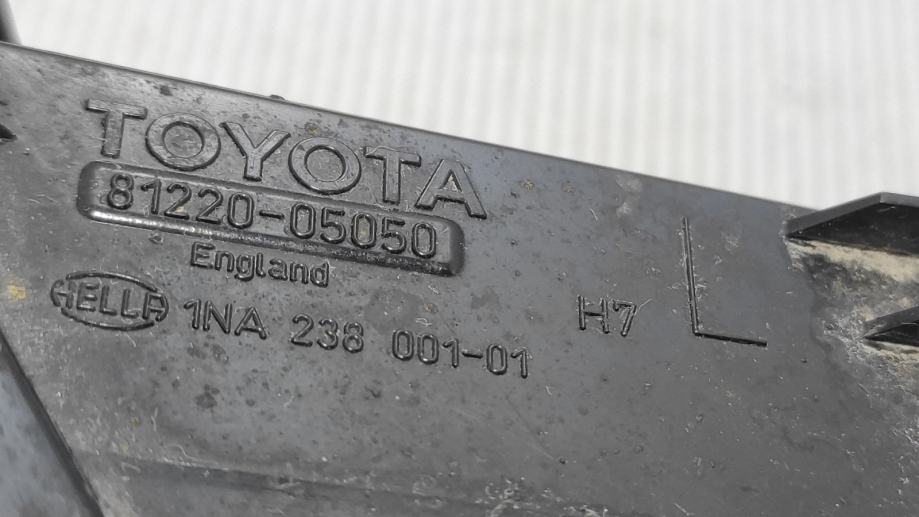 TOYOTA
81220-05050
England
HELLA 1NA 238 001-01
H7 L